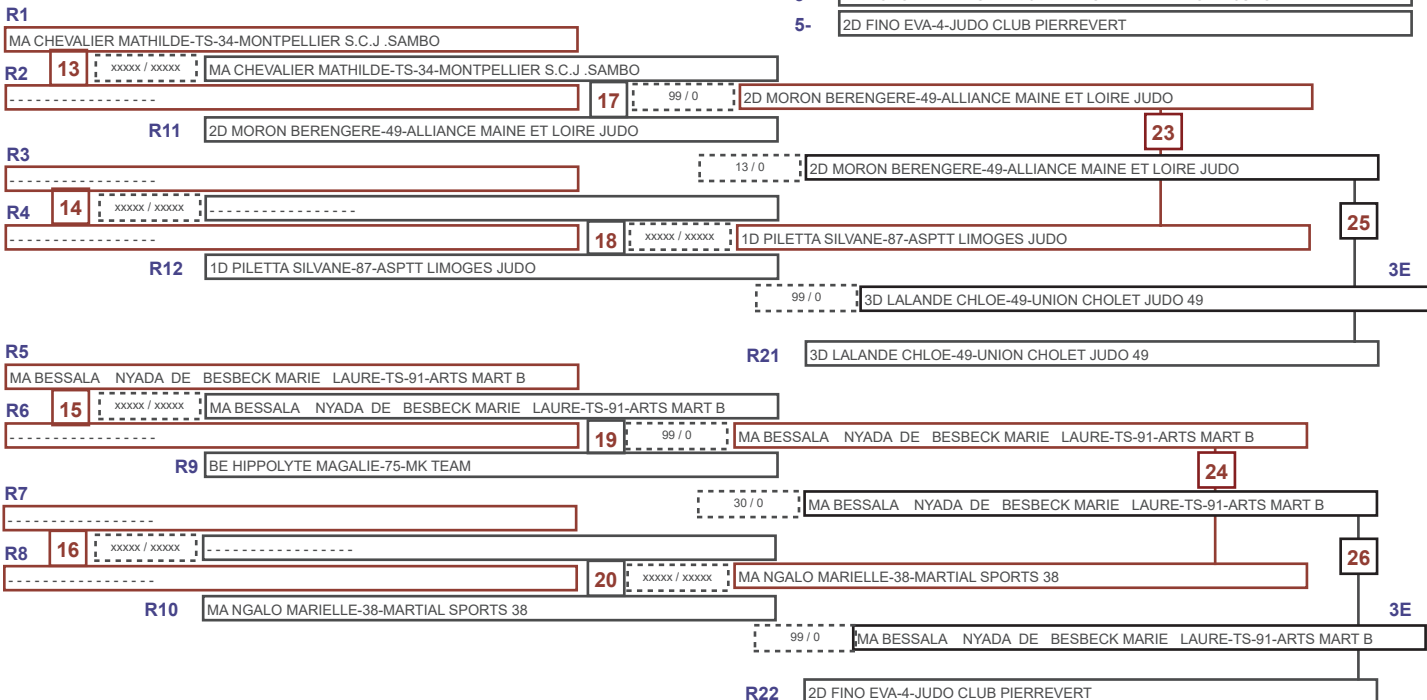 5- 2D FINO EVA-4-JUDO CLUB PIERREVERT
R1
MA CHEVALIER MATHILDE-TS-34-MONTPELLIER S.C.J .SAMBO
R2 13 xxxxx / xxxxx MA CHEVALIER MATHILDE-TS-34-MONTPELLIER S.C.J .SAMBO
- - - - - - - - - - - - - - - - 17 99 / 0 2D MORON BERENGERE-49-ALLIANCE MAINE ET LOIRE JUDO
R11 2D MORON BERENGERE-49-ALLIANCE MAINE ET LOIRE JUDO 23
R3
13 / 0 2D MORON BERENGERE-49-ALLIANCE MAINE ET LOIRE JUDO
- - - - - - - - - - - - - - - -
R4 14 xxxxx / xxxxx - - - - - - - - - - - - - - - -
25
- - - - - - - - - - - - - - - - 18 xxxxx / xxxxx 1D PILETTA SILVANE-87-ASPTT LIMOGES JUDO
R12 1D PILETTA SILVANE-87-ASPTT LIMOGES JUDO 3E
99 / 0 3D LALANDE CHLOE-49-UNION CHOLET JUDO 49
R5
R21 3D LALANDE CHLOE-49-UNION CHOLET JUDO 49
MA BESSALA NYADA DE BESBECK MARIE LAURE-TS-91-ARTS MART B
R6 15 xxxxx / xxxxx MA BESSALA NYADA DE BESBECK MARIE LAURE-TS-91-ARTS MART B
- - - - - - - - - - - - - - - - 19 99 / 0 MA BESSALA NYADA DE BESBECK MARIE LAURE-TS-91-ARTS MART B
R9 BE HIPPOLYTE MAGALIE-75-MK TEAM 24
R7
30 / 0 MA BESSALA NYADA DE BESBECK MARIE LAURE-TS-91-ARTS MART B
- - - - - - - - - - - - - - - -
R8 16 xxxxx / xxxxx - - - - - - - - - - - - - - - - 26
- - - - - - - - - - - - - - - - 20 xxxxx / xxxxx MA NGALO MARIELLE-38-MARTIAL SPORTS 38
R10 MA NGALO MARIELLE-38-MARTIAL SPORTS 38 3E
99 / 0 MA BESSALA NYADA DE BESBECK MARIE LAURE-TS-91-ARTS MART B
R22 2D FINO EVA-4-JUDO CLUB PIERREVERT